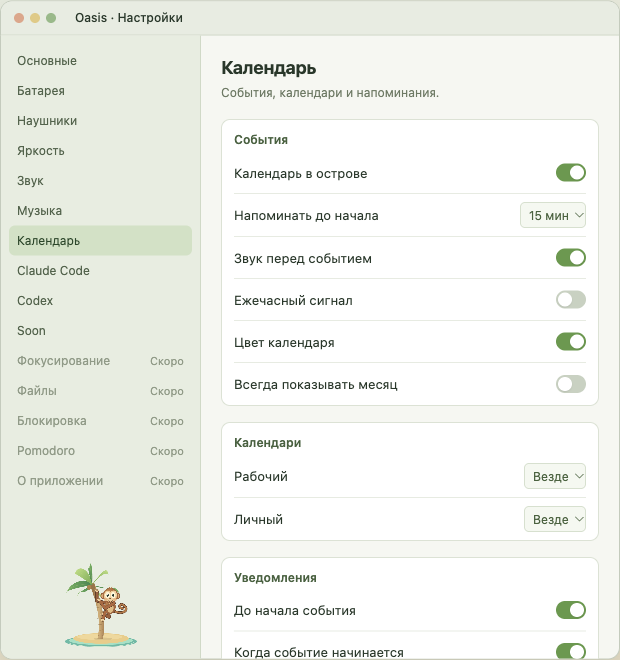 Oasis · Настройки
Основные
Батарея
Наушники
Яркость
Звук
Музыка
Календарь
Claude Code
Codex
Soon
Фокусирование Скоро
Файлы Скоро
Блокировка Скоро
Pomodoro Скоро
О приложении Скоро
Календарь
События, календари и напоминания.
События
Календарь в острове
Напоминать до начала 15 мин
Звук перед событием
Ежечасный сигнал
Цвет календаря
Всегда показывать месяц
Календари
Рабочий Везде
Личный Везде
Уведомления
До начала события
Когда событие начинается